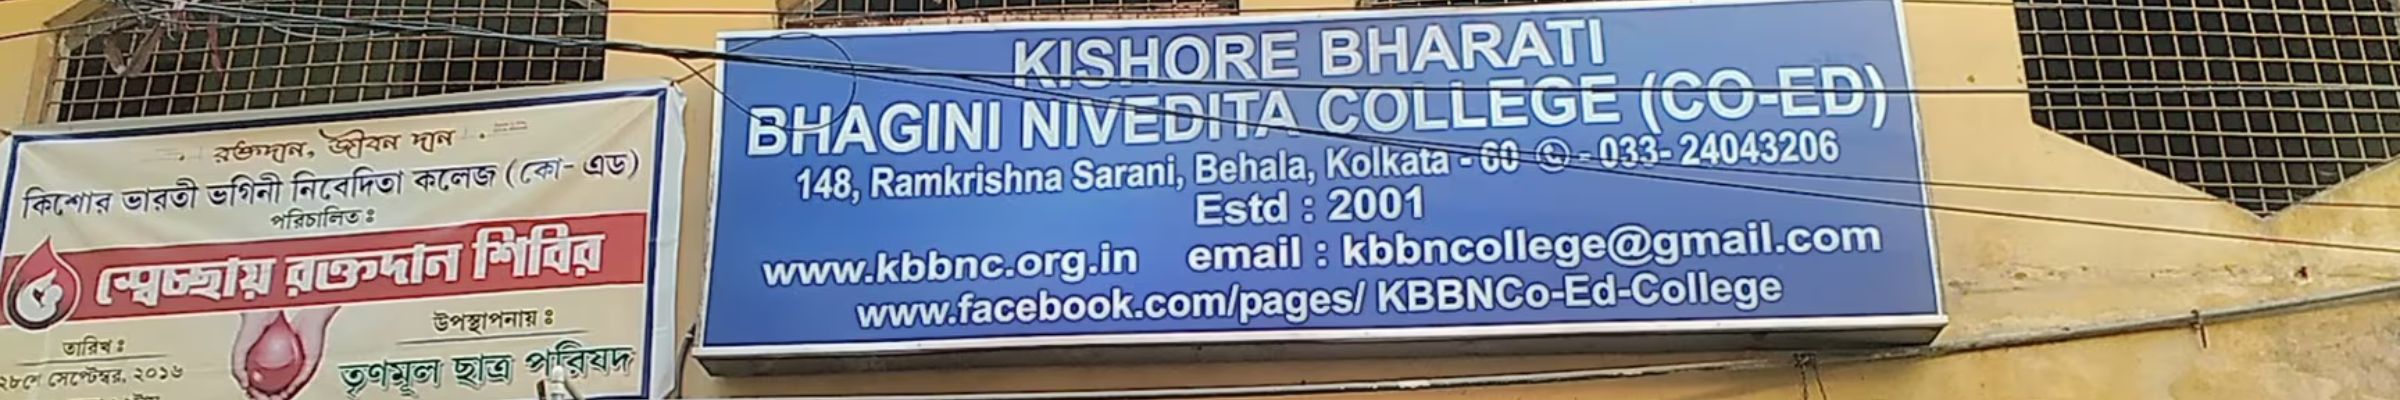 রক্তদান, জীবন দান
কিশোর ভারতী ভগিনী নিবেদিতা কলেজ (কো- এড)
পরিচালিত ঃ
স্বেচ্ছায় রক্তদান শিবির
উপস্থাপনায় ঃ
তারিখ ঃ
২৮শে সেপ্টেম্বর, ২০১৬
তৃণমূল ছাত্র পরিষদ
KISHORE BHARATI
BHAGINI NIVEDITA COLLEGE (CO-ED)
148, Ramkrishna Sarani, Behala, Kolkata - 60 - 033- 24043206
Estd : 2001
www.kbbnc.org.in email : kbbncollege@gmail.com
www.facebook.com/pages/ KBBNCo-Ed-College